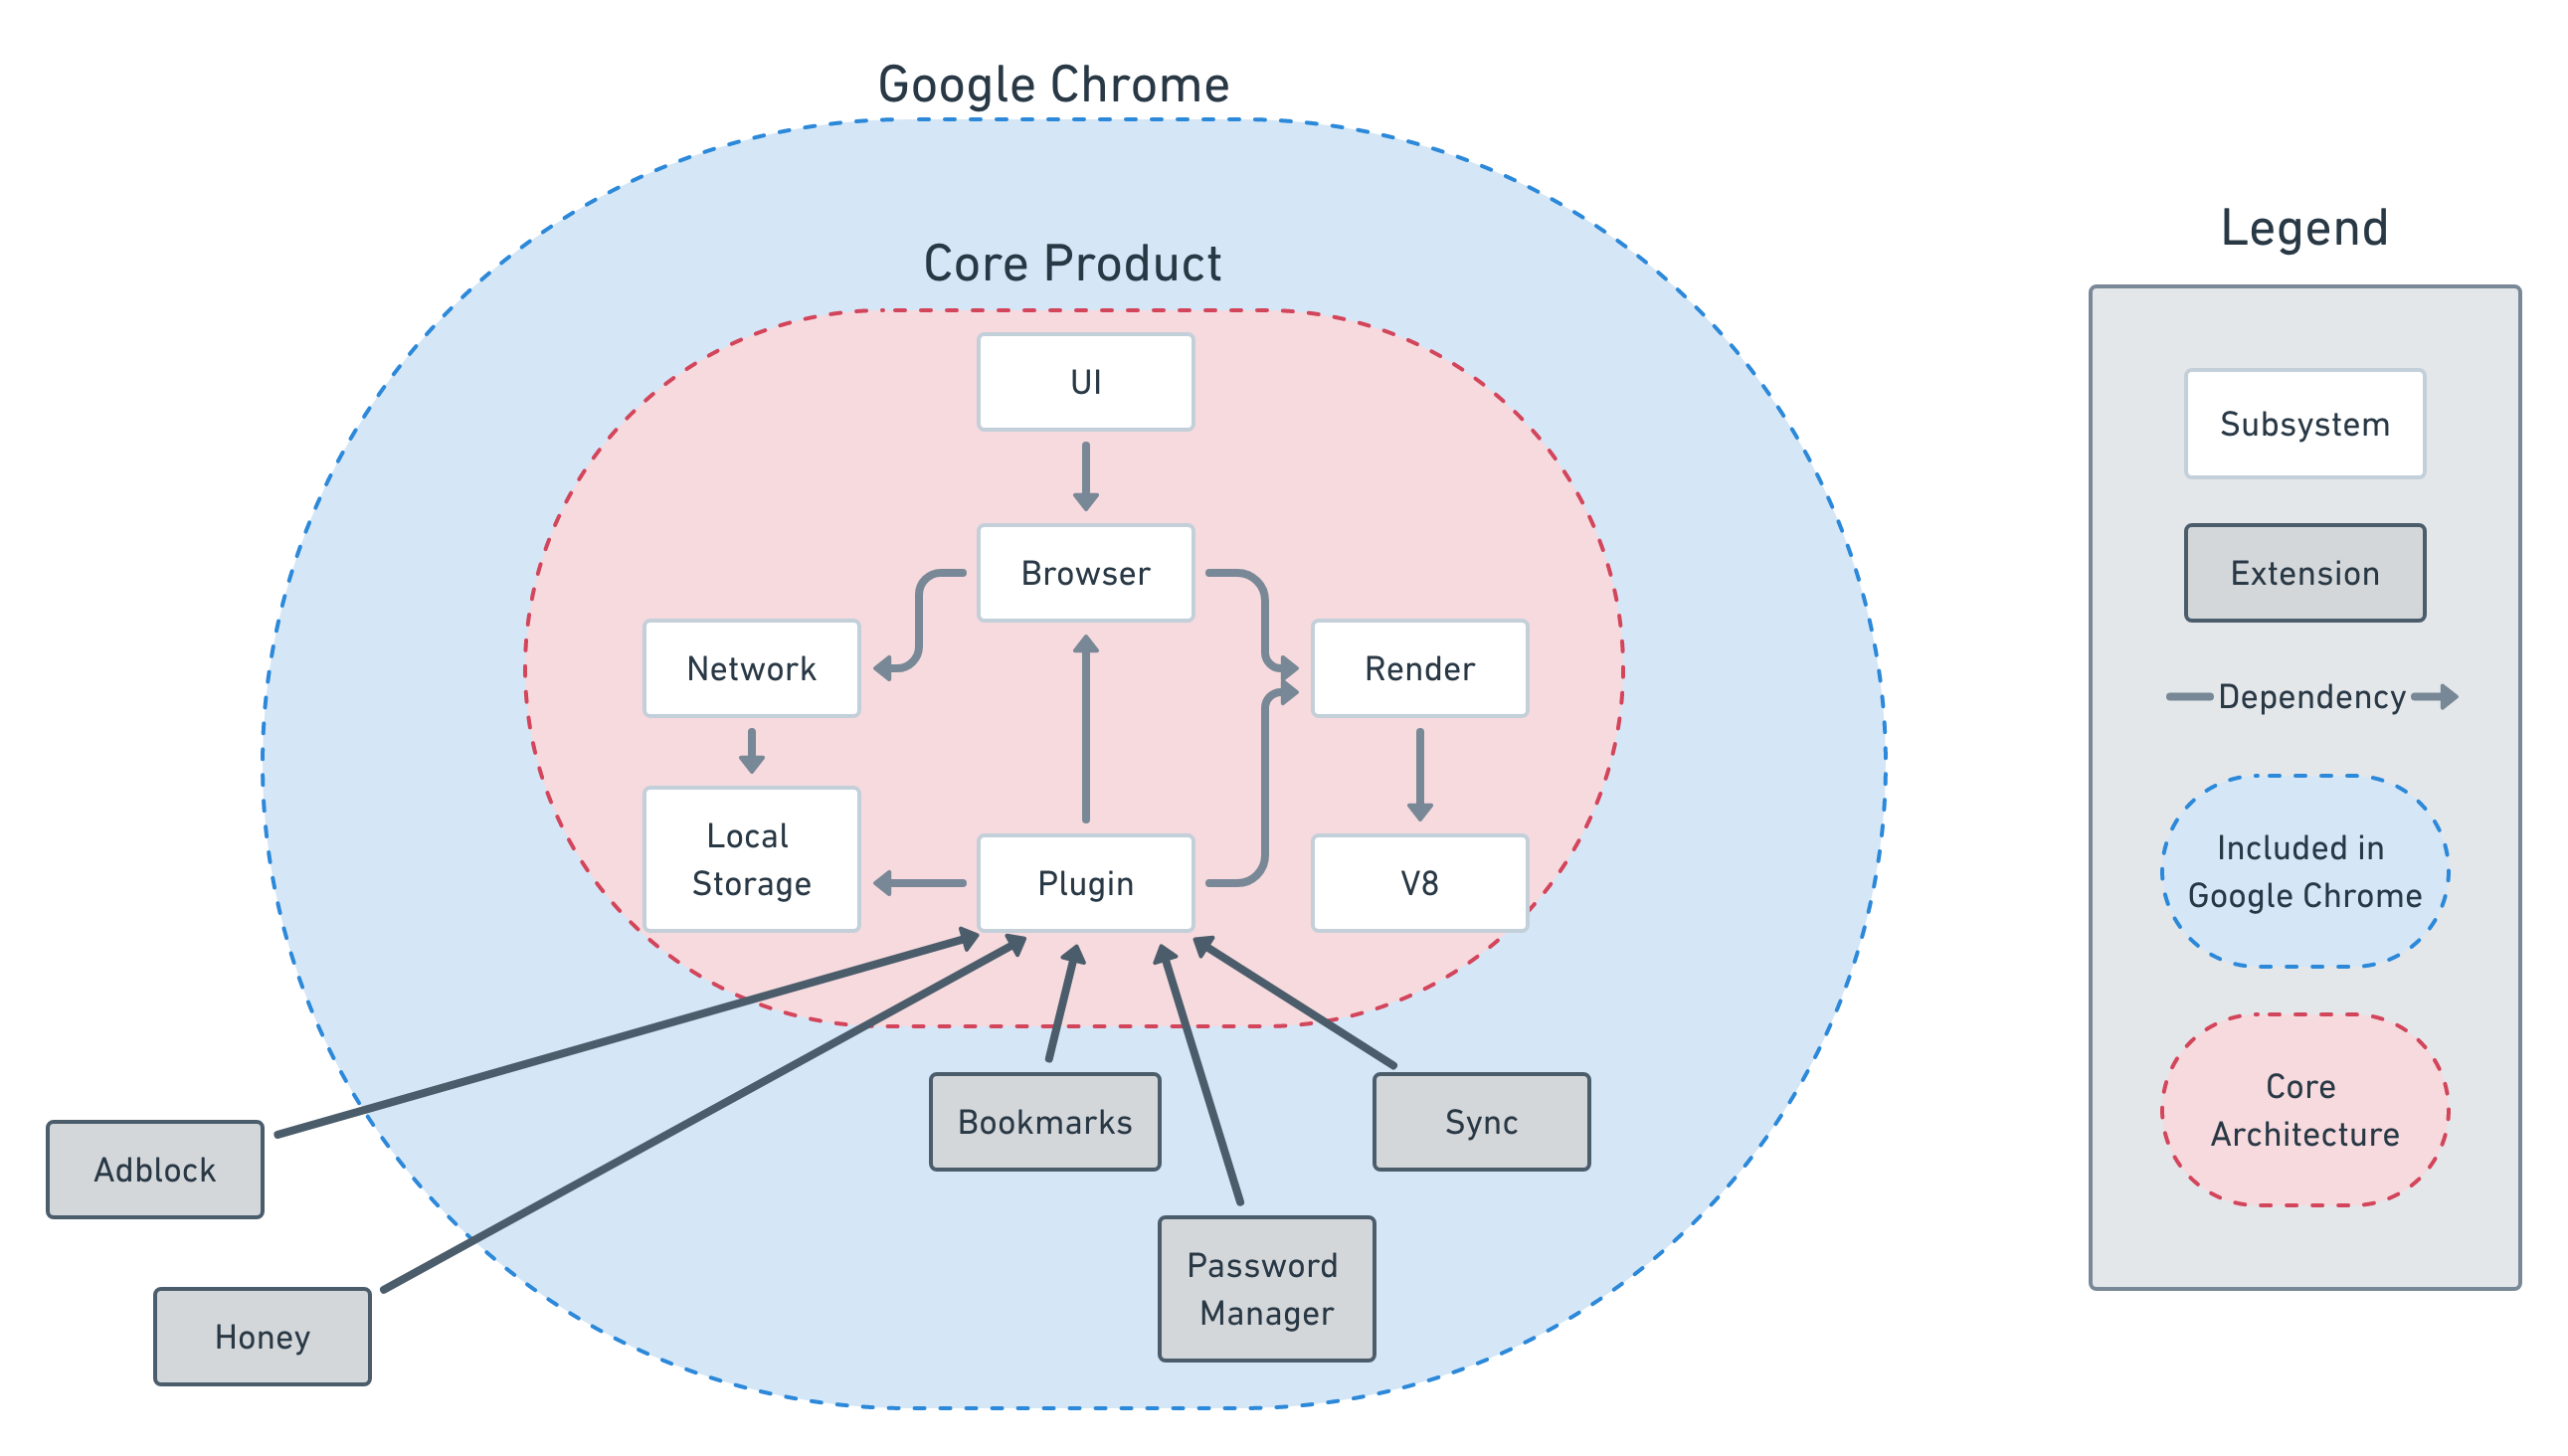 Google Chrome
Core Product
UI
Browser
Network
Render
Local
Storage
Plugin
V8
Bookmarks
Sync
Adblock
Password
Manager
Honey
Legend
Subsystem
Extension
Dependency
Included in
Google Chrome
Core
Architecture